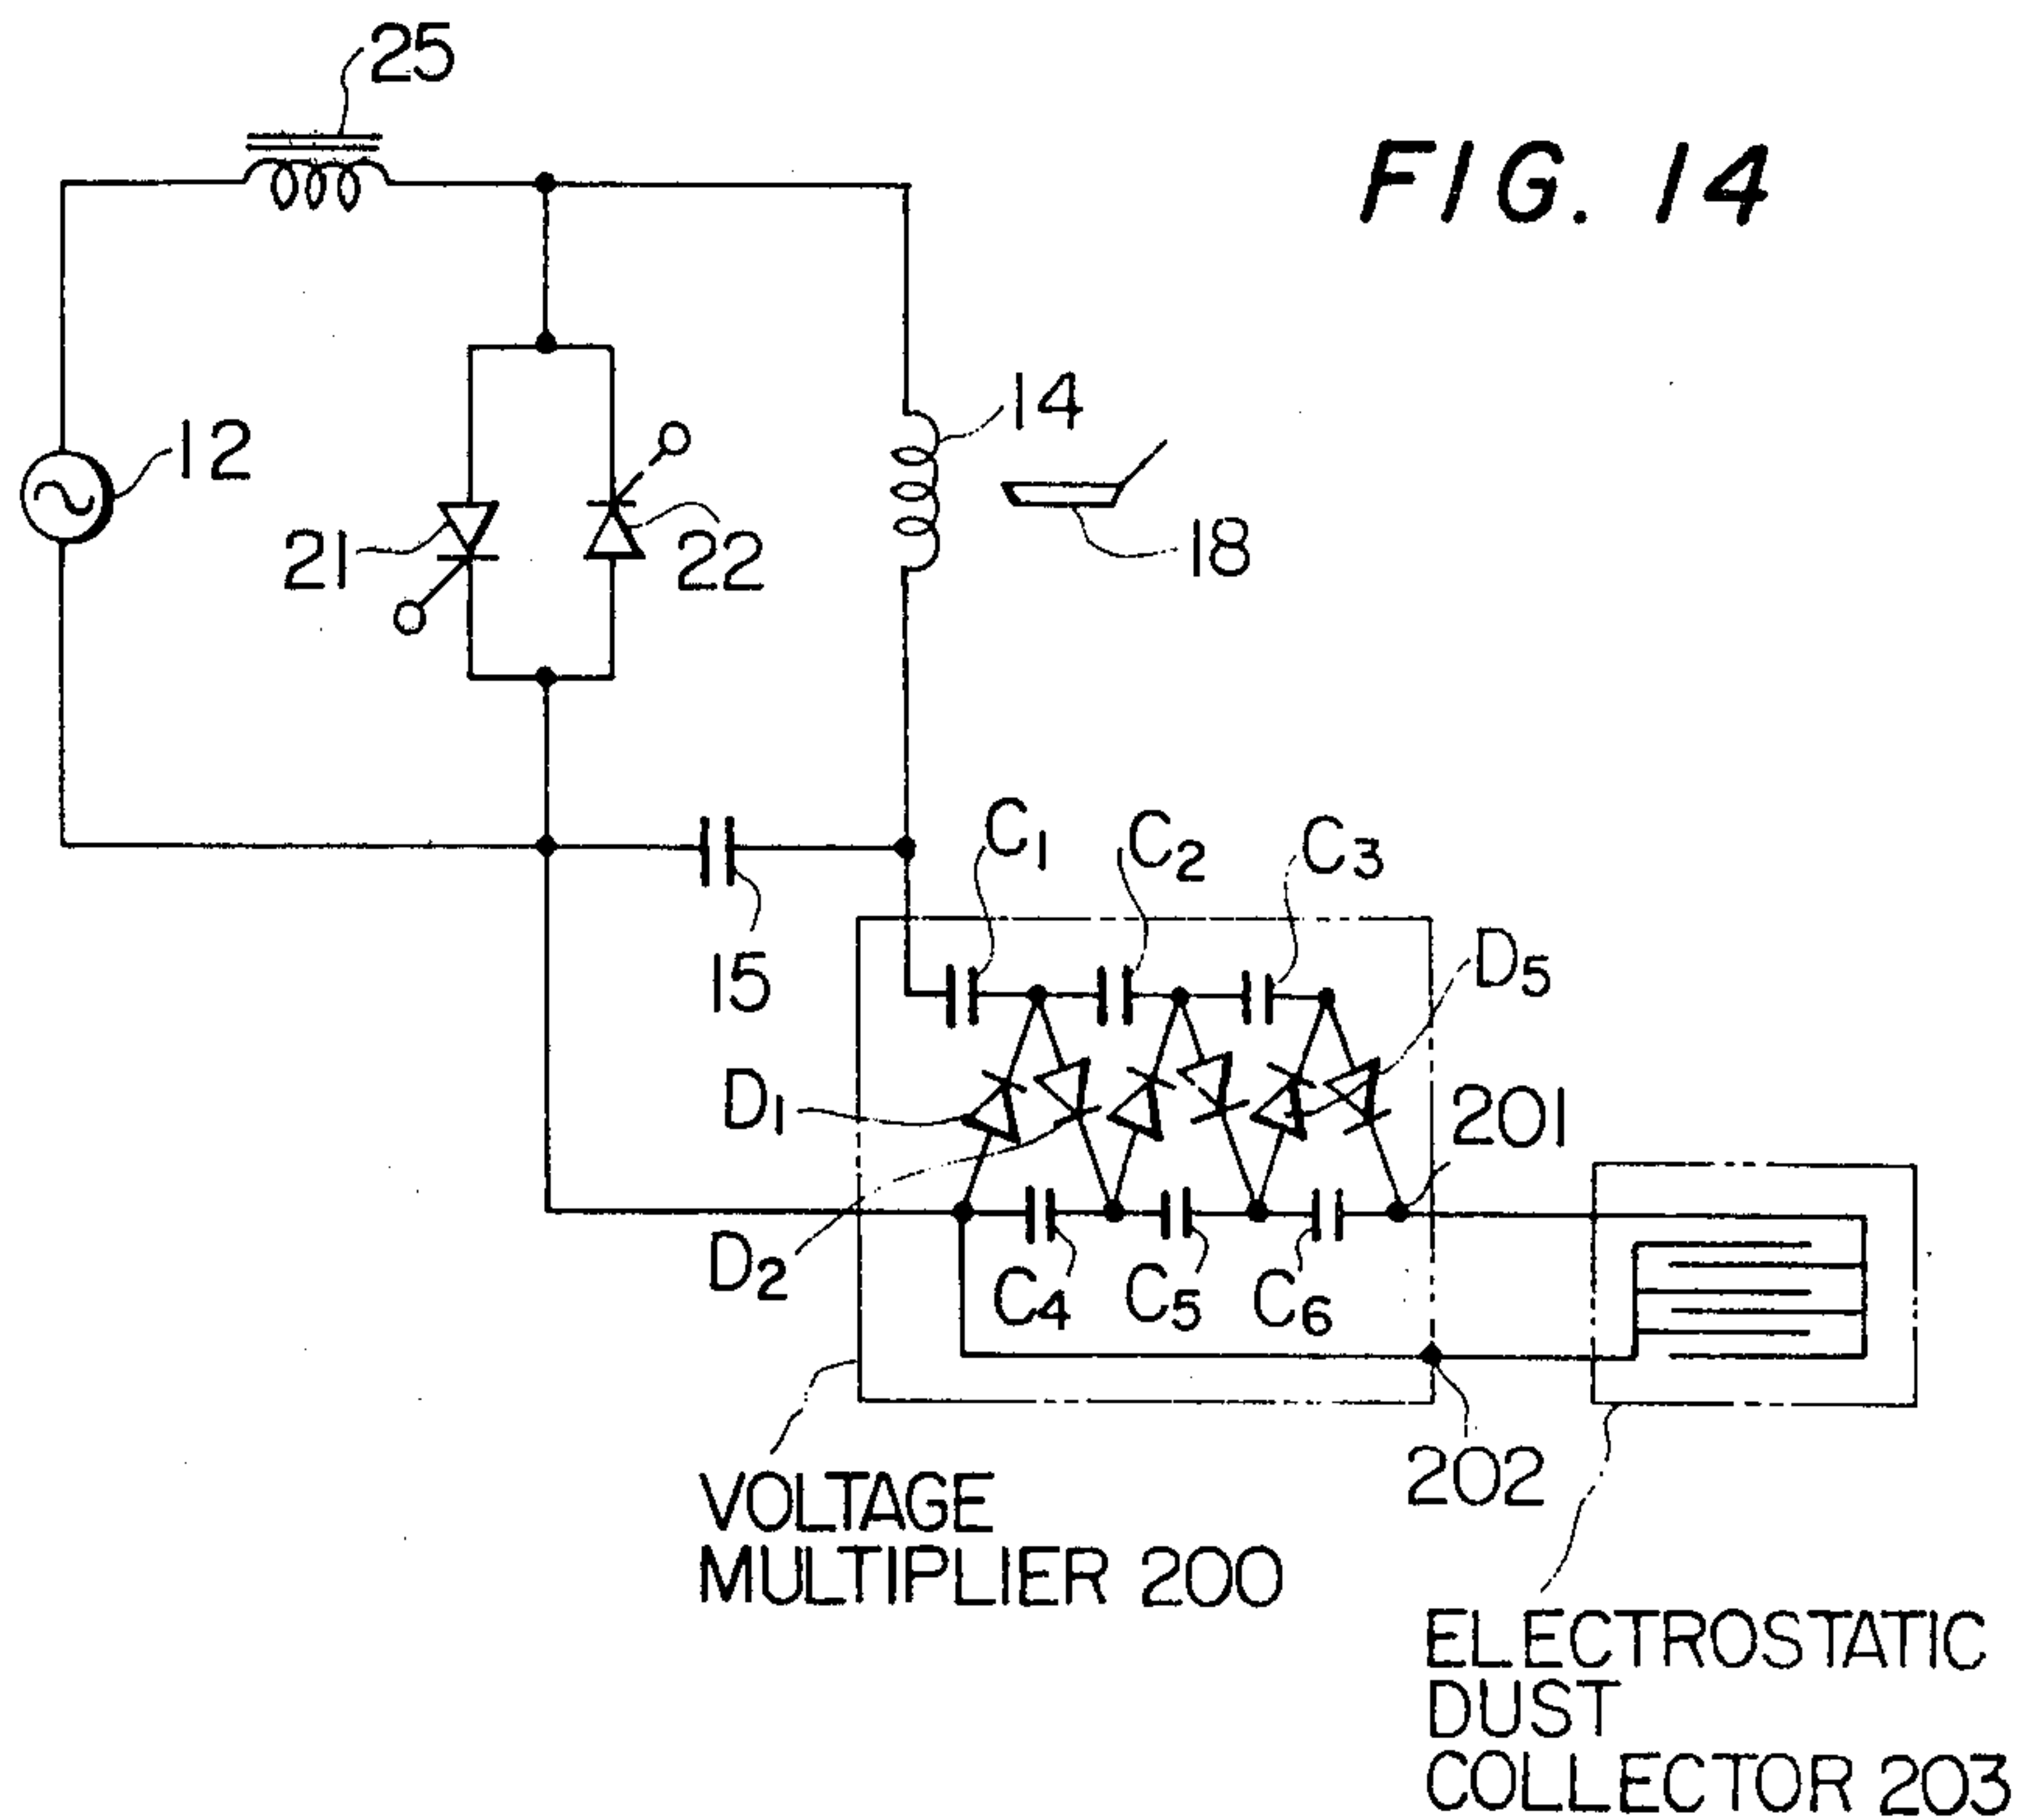 25
FIG. 14
12
14
21
22
18
C1
C2
C3
15
D5
D1
201
D2
C4
C5
C6
202
VOLTAGE
MULTIPLIER 200
ELECTROSTATIC
DUST
COLLECTOR 203